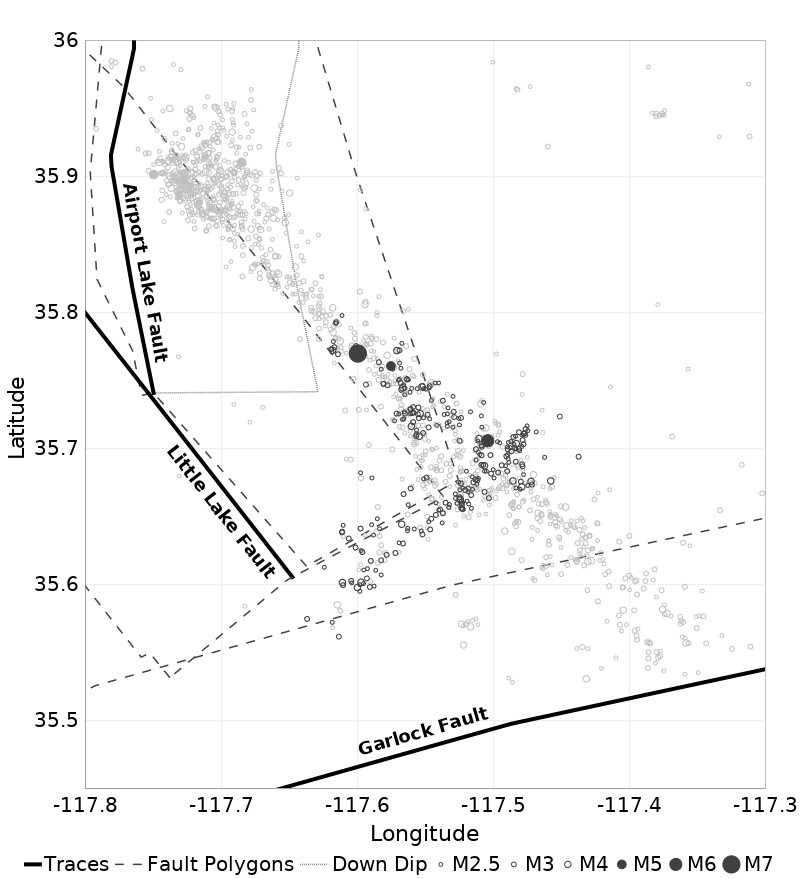 36
35.9
35.8
35.7
35.6
35.5
Latitude
Airport Lake Fault
Little Lake Fault
Garlock Fault
-117.8 -117.7 -117.6 -117.5 -117.4 -117.3
Longitude
Traces Fault Polygons Down Dip M2.5 M3 M4 M5 M6 M7